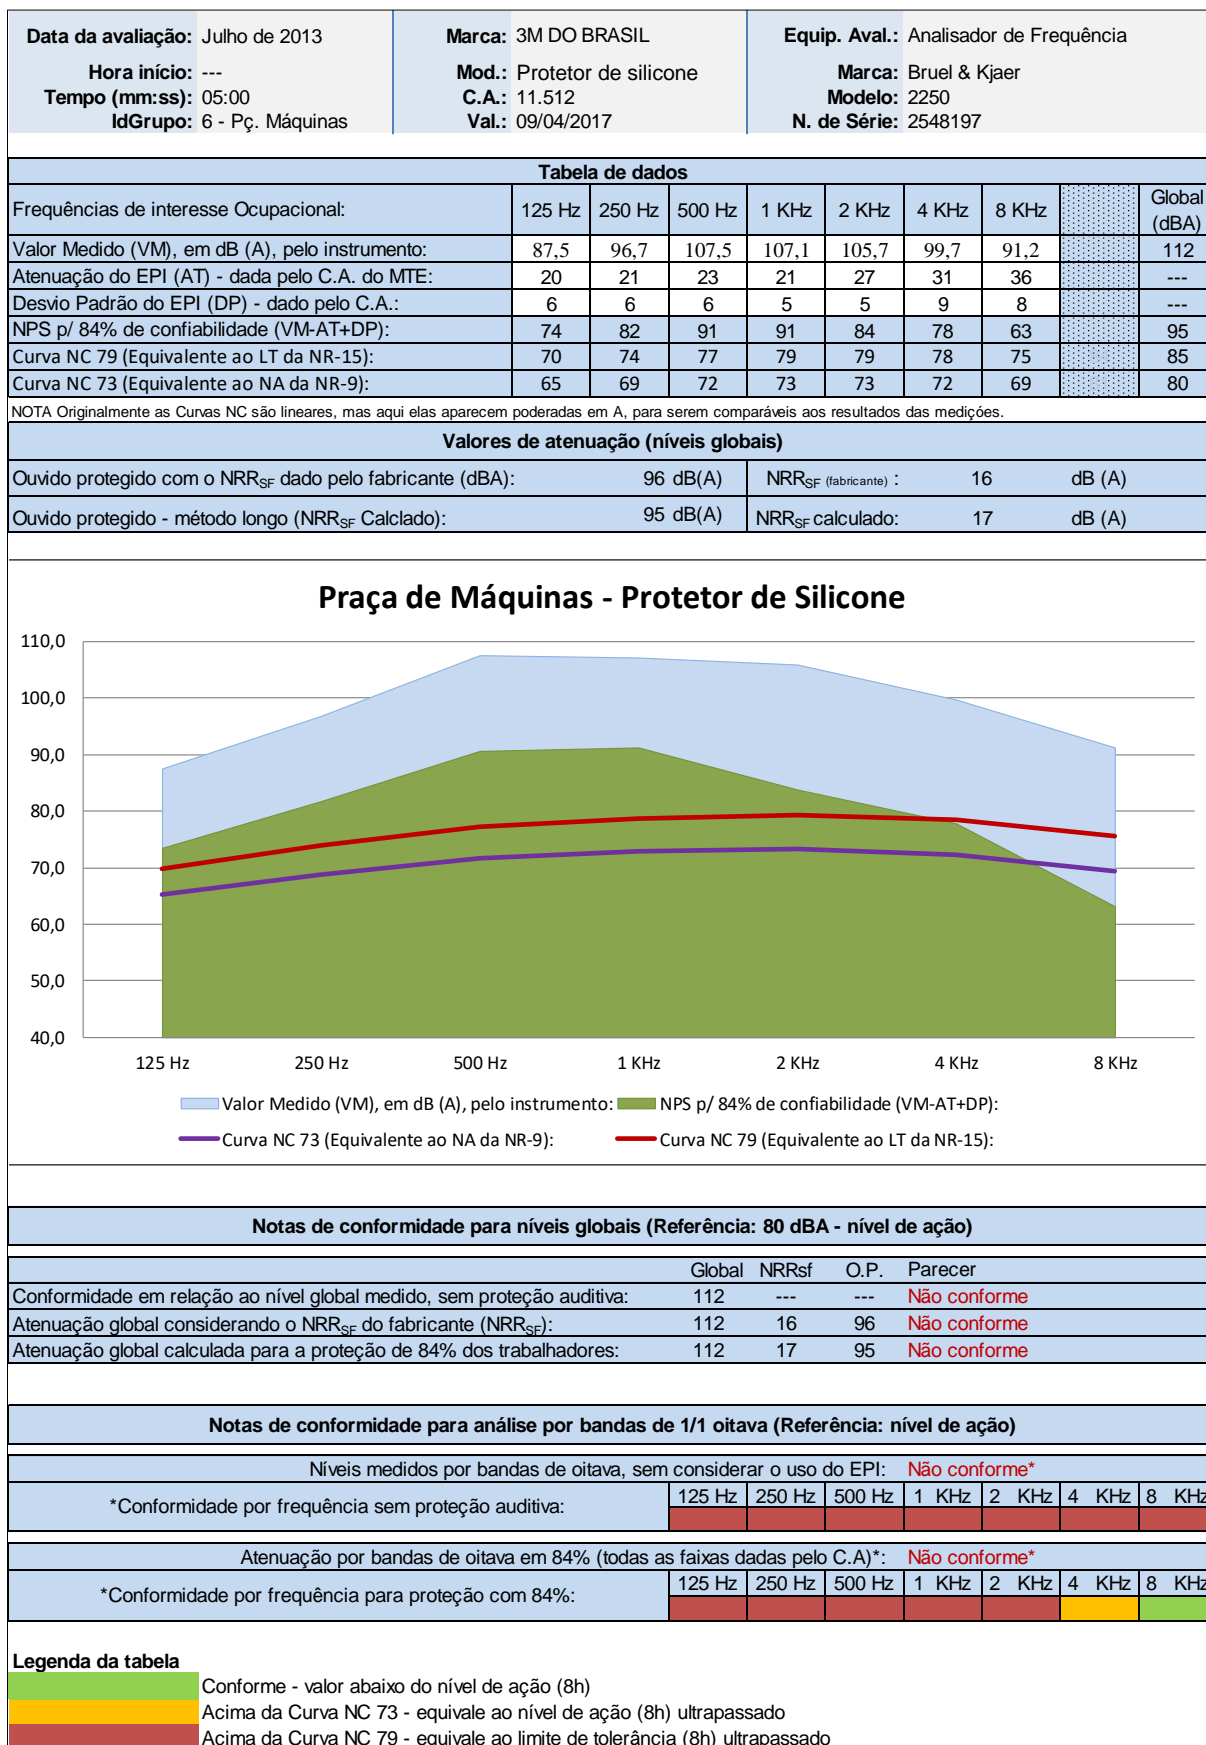 Data da avaliação: Julho de 2013 Marca: 3M DO BRASIL Equip. Aval.: Analisador de Frequência
Hora início: --- Mod.: Protetor de silicone Marca: Bruel & Kjaer
Tempo (mm:ss): 05:00 C.A.: 11.512 Modelo: 2250
IdGrupo: 6 - Pç. Máquinas Val.: 09/04/2017 N. de Série: 2548197
Tabela de dados
Frequências de interesse Ocupacional: 125 Hz 250 Hz 500 Hz 1 KHz 2 KHz 4 KHz 8 KHz Global (dBA)
Valor Medido (VM), em dB (A), pelo instrumento: 87,5 96,7 107,5 107,1 105,7 99,7 91,2 112
Atenuação do EPI (AT) - dada pelo C.A. do MTE: 20 21 23 21 27 31 36 ---
Desvio Padrão do EPI (DP) - dado pelo C.A.: 6 6 6 5 5 9 8 ---
NPS p/ 84% de confiabilidade (VM-AT+DP): 74 82 91 91 84 78 63 95
Curva NC 79 (Equivalente ao LT da NR-15): 70 74 77 79 79 78 75 85
Curva NC 73 (Equivalente ao NA da NR-9): 65 69 72 73 73 72 69 80
NOTA Originalmente as Curvas NC são lineares, mas aqui elas aparecem poderadas em A, para serem comparáveis aos resultados das medições.
Valores de atenuação (níveis globais)
Ouvido protegido com o NRRSF dado pelo fabricante (dBA): 96 dB(A) NRRSF (fabricante) : 16 dB (A)
Ouvido protegido - método longo (NRRSF Calclado): 95 dB(A) NRRSF calculado: 17 dB (A)
Praça de Máquinas - Protetor de Silicone
110,0
100,0
90,0
80,0
70,0
60,0
50,0
40,0
125 Hz 250 Hz 500 Hz 1 KHz 2 KHz 4 KHz 8 KHz
Valor Medido (VM), em dB (A), pelo instrumento: NPS p/ 84% de confiabilidade (VM-AT+DP):
Curva NC 73 (Equivalente ao NA da NR-9): Curva NC 79 (Equivalente ao LT da NR-15):
Notas de conformidade para níveis globais (Referência: 80 dBA - nível de ação)
Global NRRsf O.P. Parecer
Conformidade em relação ao nível global medido, sem proteção auditiva: 112 --- --- Não conforme
Atenuação global considerando o NRRSF do fabricante (NRRSF): 112 16 96 Não conforme
Atenuação global calculada para a proteção de 84% dos trabalhadores: 112 17 95 Não conforme
Notas de conformidade para análise por bandas de 1/1 oitava (Referência: nível de ação)
Níveis medidos por bandas de oitava, sem considerar o uso do EPI: Não conforme*
*Conformidade por frequência sem proteção auditiva: 125 Hz 250 Hz 500 Hz 1 KHz 2 KHz 4 KHz 8 KHz
Atenuação por bandas de oitava em 84% (todas as faixas dadas pelo C.A)*: Não conforme*
*Conformidade por frequência para proteção com 84%: 125 Hz 250 Hz 500 Hz 1 KHz 2 KHz 4 KHz 8 KHz
Legenda da tabela
Conforme - valor abaixo do nível de ação (8h)
Acima da Curva NC 73 - equivale ao nível de ação (8h) ultrapassado
Acima da Curva NC 79 - equivale ao limite de tolerância (8h) ultrapassado